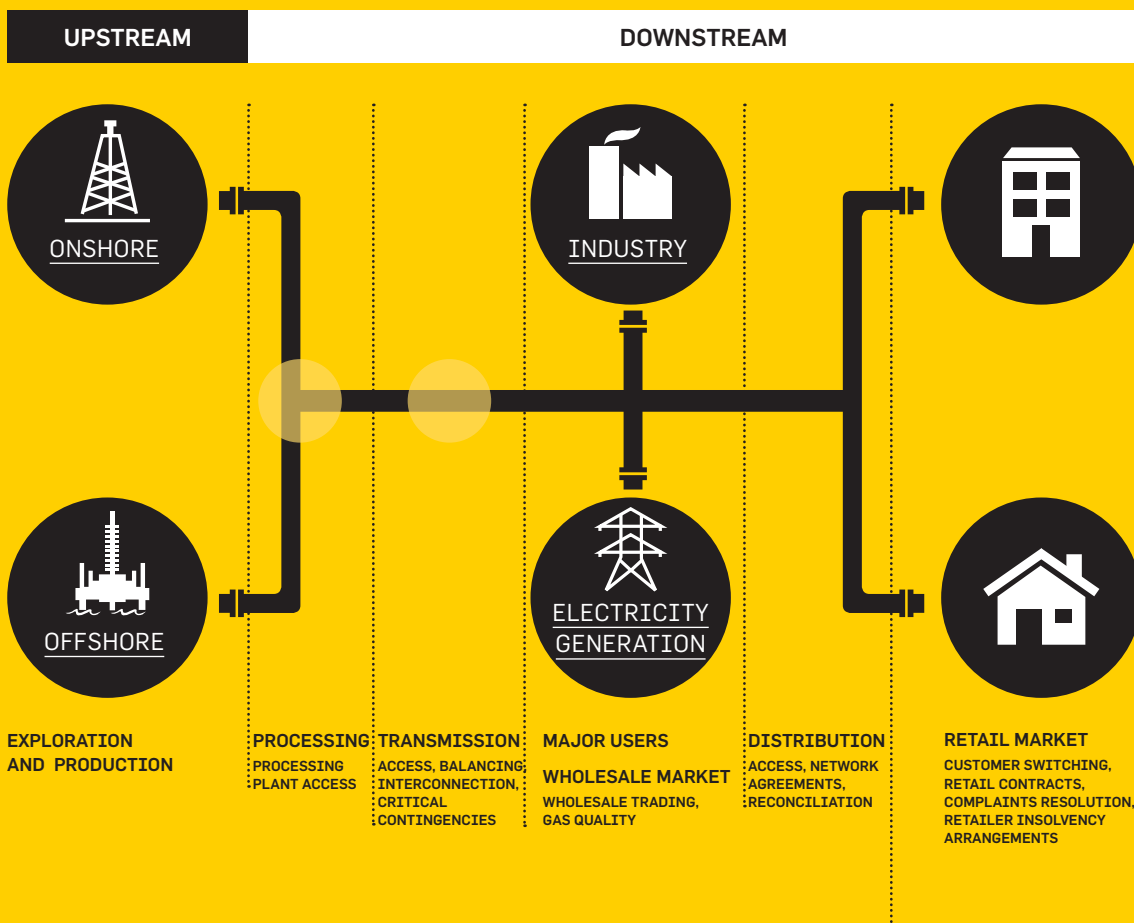 UPSTREAM
DOWNSTREAM
ONSHORE
INDUSTRY
OFFSHORE
ELECTRICITY
GENERATION
EXPLORATION
AND PRODUCTION
PROCESSING
PROCESSING
PLANT ACCESS
TRANSMISSION
ACCESS, BALANCING,
INTERCONNECTION,
CRITICAL
CONTINGENCIES
MAJOR USERS
WHOLESALE MARKET
WHOLESALE TRADING,
GAS QUALITY
DISTRIBUTION
ACCESS, NETWORK
AGREEMENTS,
RECONCILIATION
RETAIL MARKET
CUSTOMER SWITCHING,
RETAIL CONTRACTS,
COMPLAINTS RESOLUTION,
RETAILER INSOLVENCY
ARRANGEMENTS